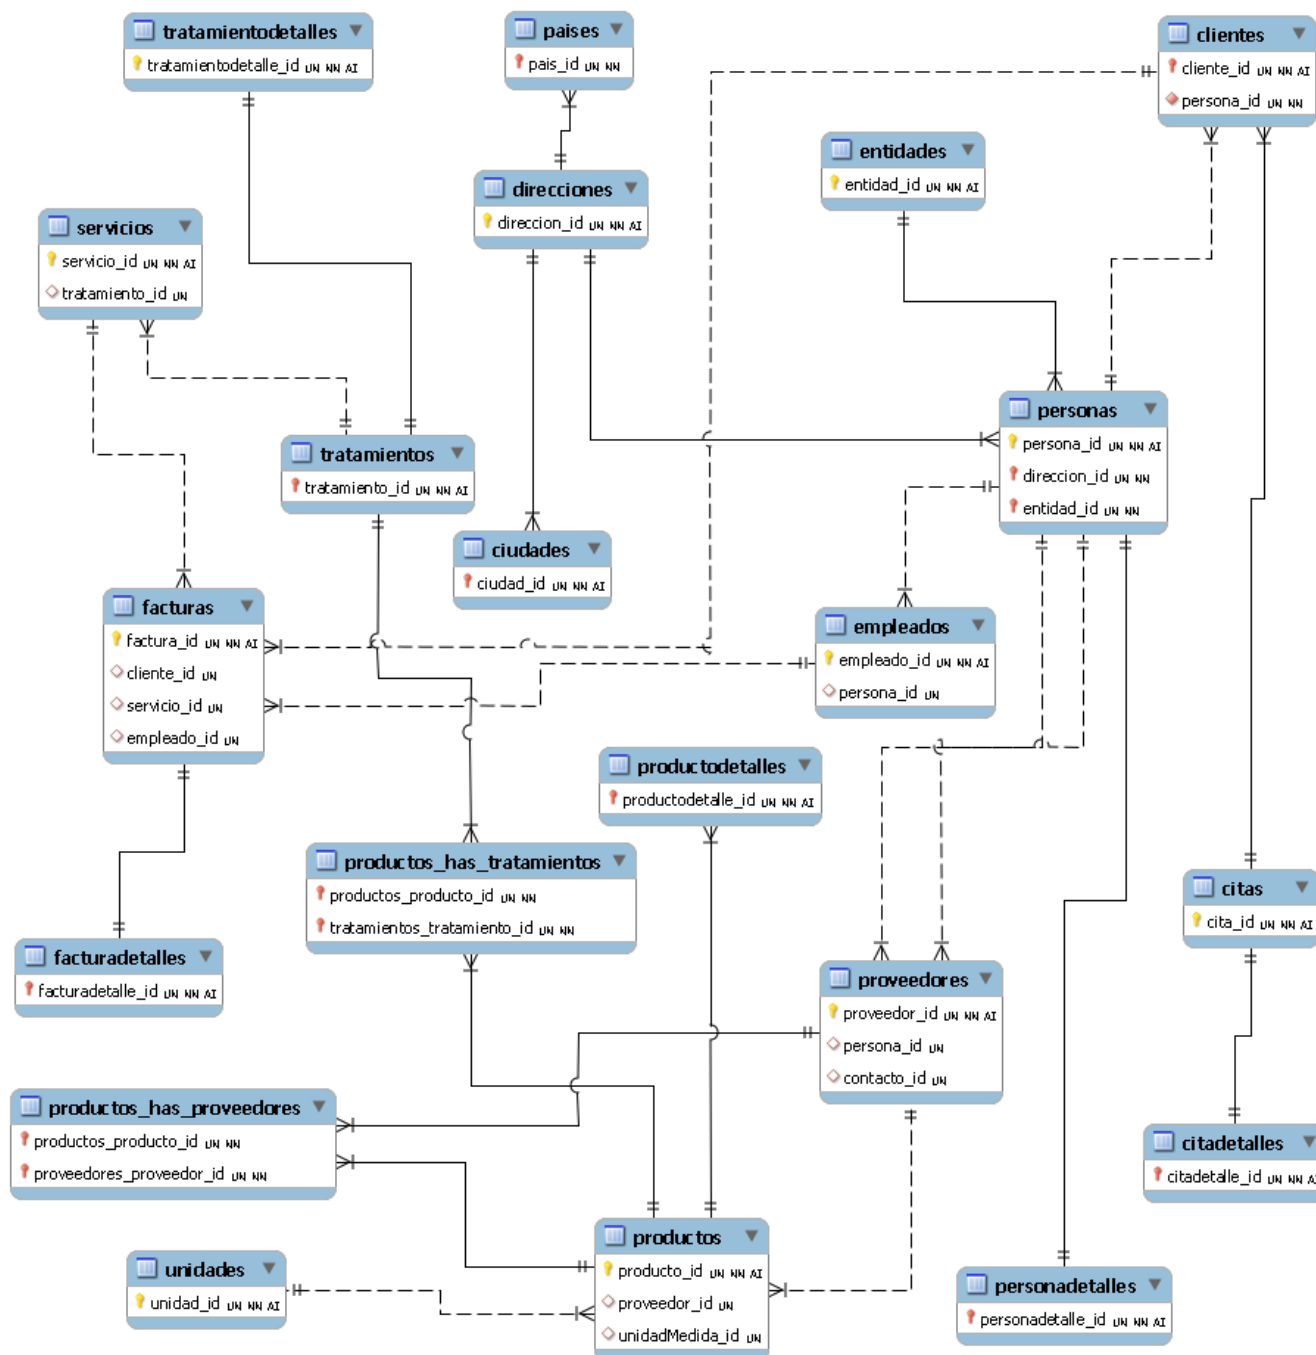 tratamientodetalles
tratamientodetalle_id UN NN AI
paises
pais_id UN NN
clientes
cliente_id UN NN AI
persona_id UN NN
entidades
entidad_id UN NN AI
direcciones
direccion_id UN NN AI
servicios
servicio_id UN NN AI
tratamiento_id UN
personas
persona_id UN NN AI
direccion_id UN NN
entidad_id UN NN
tratamientos
tratamiento_id UN NN AI
ciudades
ciudad_id UN NN AI
facturas
factura_id UN NN AI
cliente_id UN
servicio_id UN
empleado_id UN
empleados
empleado_id UN NN AI
persona_id UN
productodetalles
productodetalle_id UN NN AI
productos_has_tratamientos
productos_producto_id UN NN
tratamientos_tratamiento_id UN NN
citas
cita_id UN NN AI
facturadetalles
facturadetalle_id UN NN AI
proveedores
proveedor_id UN NN AI
persona_id UN
contacto_id UN
productos_has_proveedores
productos_producto_id UN NN
proveedores_proveedor_id UN NN
citadetalles
citadetalle_id UN NN AI
productos
producto_id UN NN AI
proveedor_id UN
unidadMedida_id UN
unidades
unidad_id UN NN AI
personadetalles
personadetalle_id UN NN AI